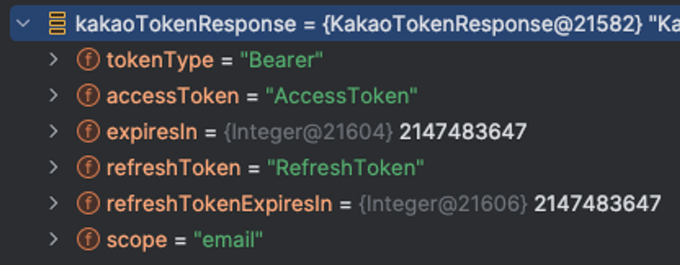 kakaoTokenResponse = {KakaoTokenResponse@21582} "Ka
f tokenType = "Bearer"
f accessToken = "AccessToken"
f expiresIn = {Integer@21604} 2147483647
f refreshToken = "RefreshToken"
f refreshTokenExpiresIn = {Integer@21606} 2147483647
f scope = "email"